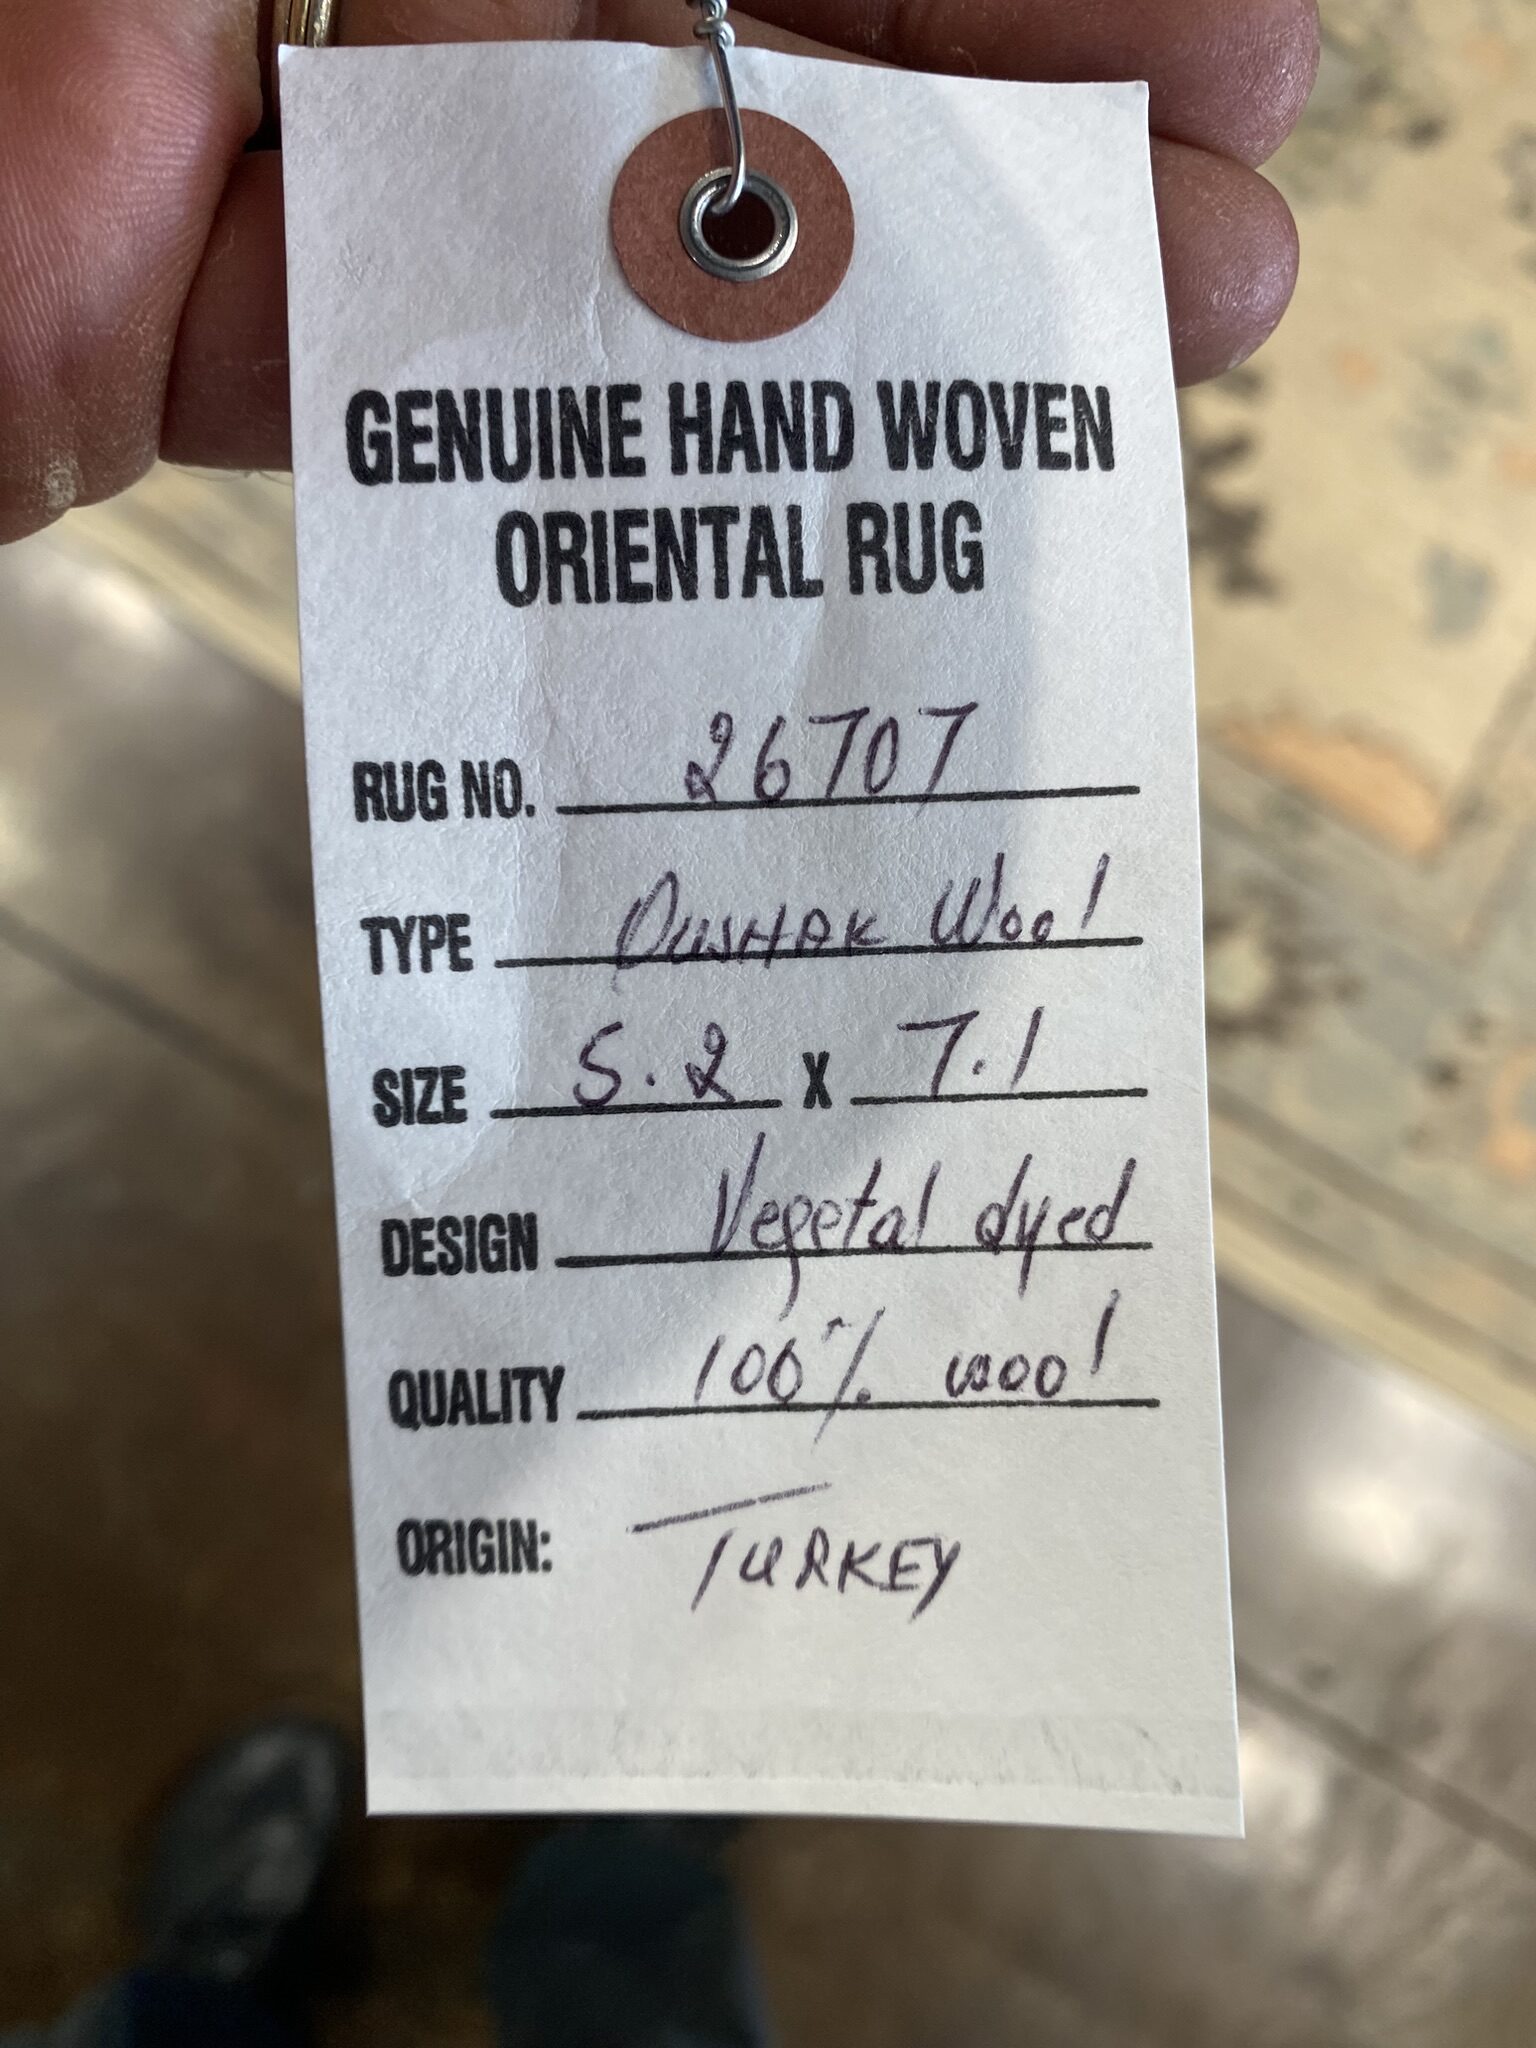 GENUINE HAND WOVEN
ORIENTAL RUG
RUG NO. 26707
TYPE Oushak Wool
SIZE 5.2 X 7.1
DESIGN Vegetal dyed
QUALITY 100% wool
ORIGIN: TURKEY